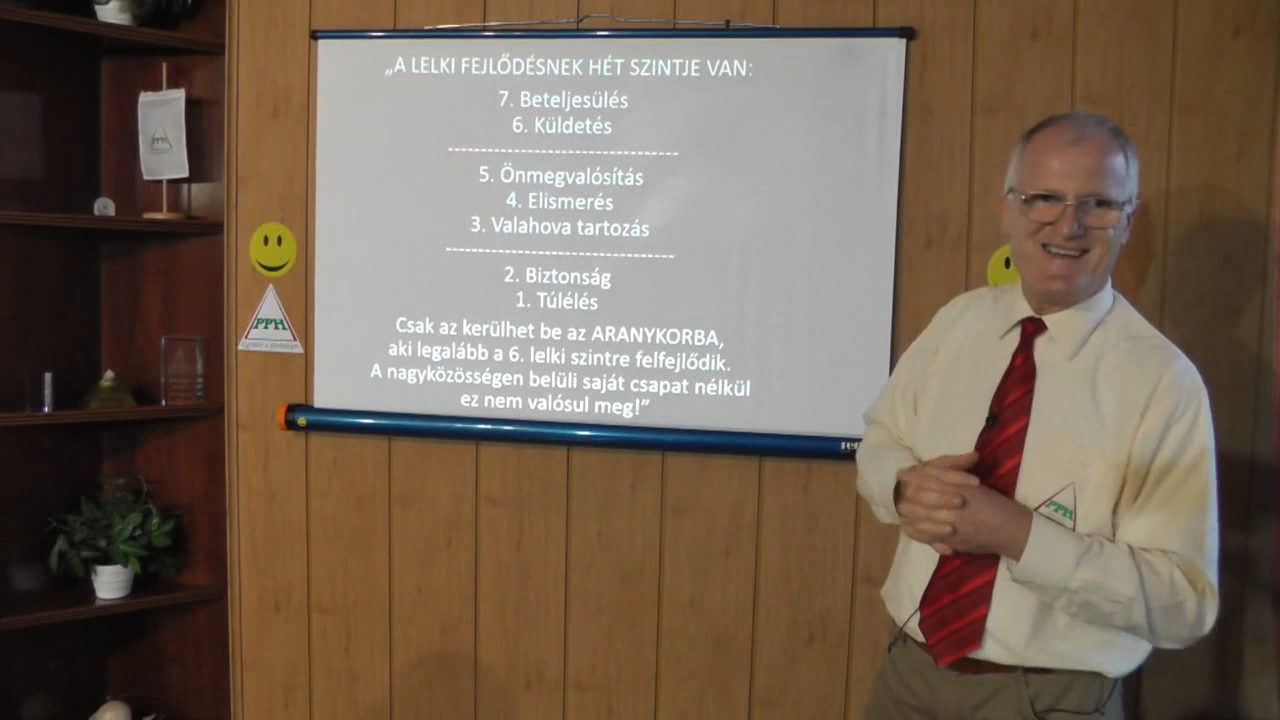 „A LELKI FEJLŐDÉSNEK HÉT SZINTJE VAN:
7. Beteljesülés
6. Küldetés
-------------------------------
5. Önmegvalósítás
4. Elismerés
3. Valahova tartozás
-------------------------------
2. Biztonság
1. Túlélés
Csak az kerülhet be az ARANYKORBA,
aki legalább a 6. lelki szintre felfejlődik.
A nagyközösségen belüli saját csapat nélkül
ez nem valósul meg!”
PPH
PPH
PPH